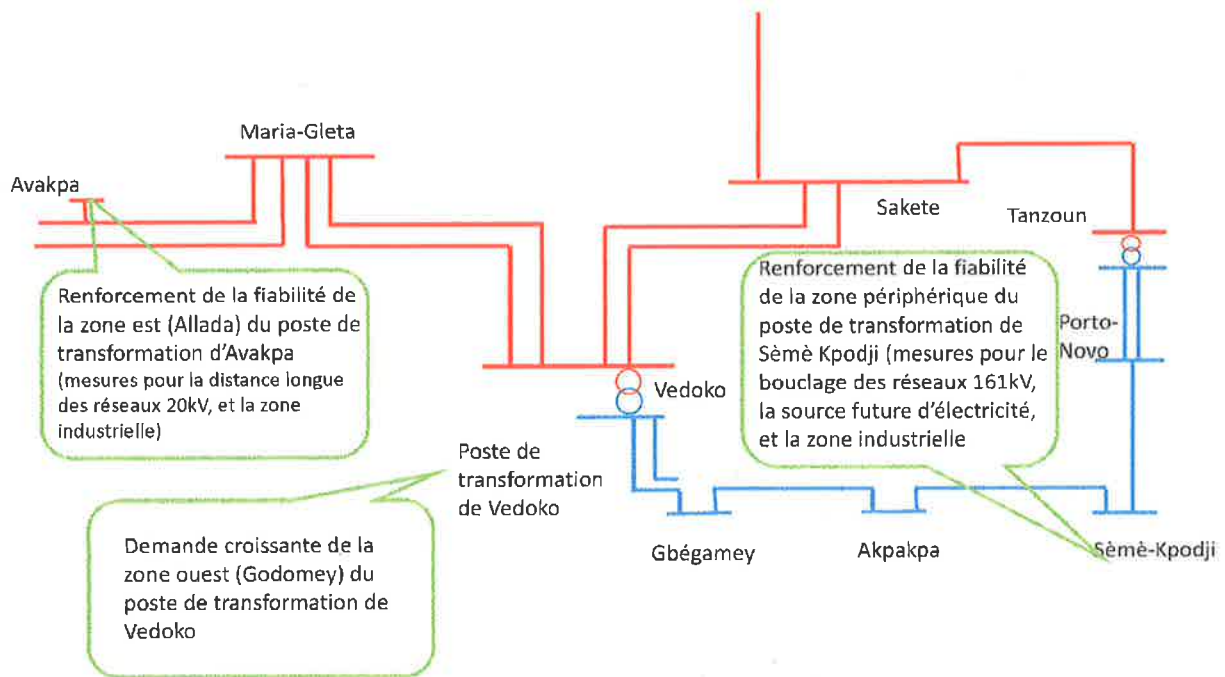 Maria-Gleta
Avakpa
Sakete
Tanzoun
Renforcement de la fiabilité de
la zone est (Allada) du poste de
transformation d'Avakpa
(mesures pour la distance longue
des réseaux 20kV, et la zone
industrielle)
Renforcement de la fiabilité
de la zone périphérique du
poste de transformation de
Sèmè Kpodji (mesures pour le
bouclage des réseaux 161kV,
la source future d'électricité,
et la zone industrielle
Porto-
Novo
Vedoko
Poste de
transformation
de Vedoko
Gbégamey
Akpakpa
Sèmè-Kpodji
Demande croissante de la
zone ouest (Godomey) du
poste de transformation de
Vedoko